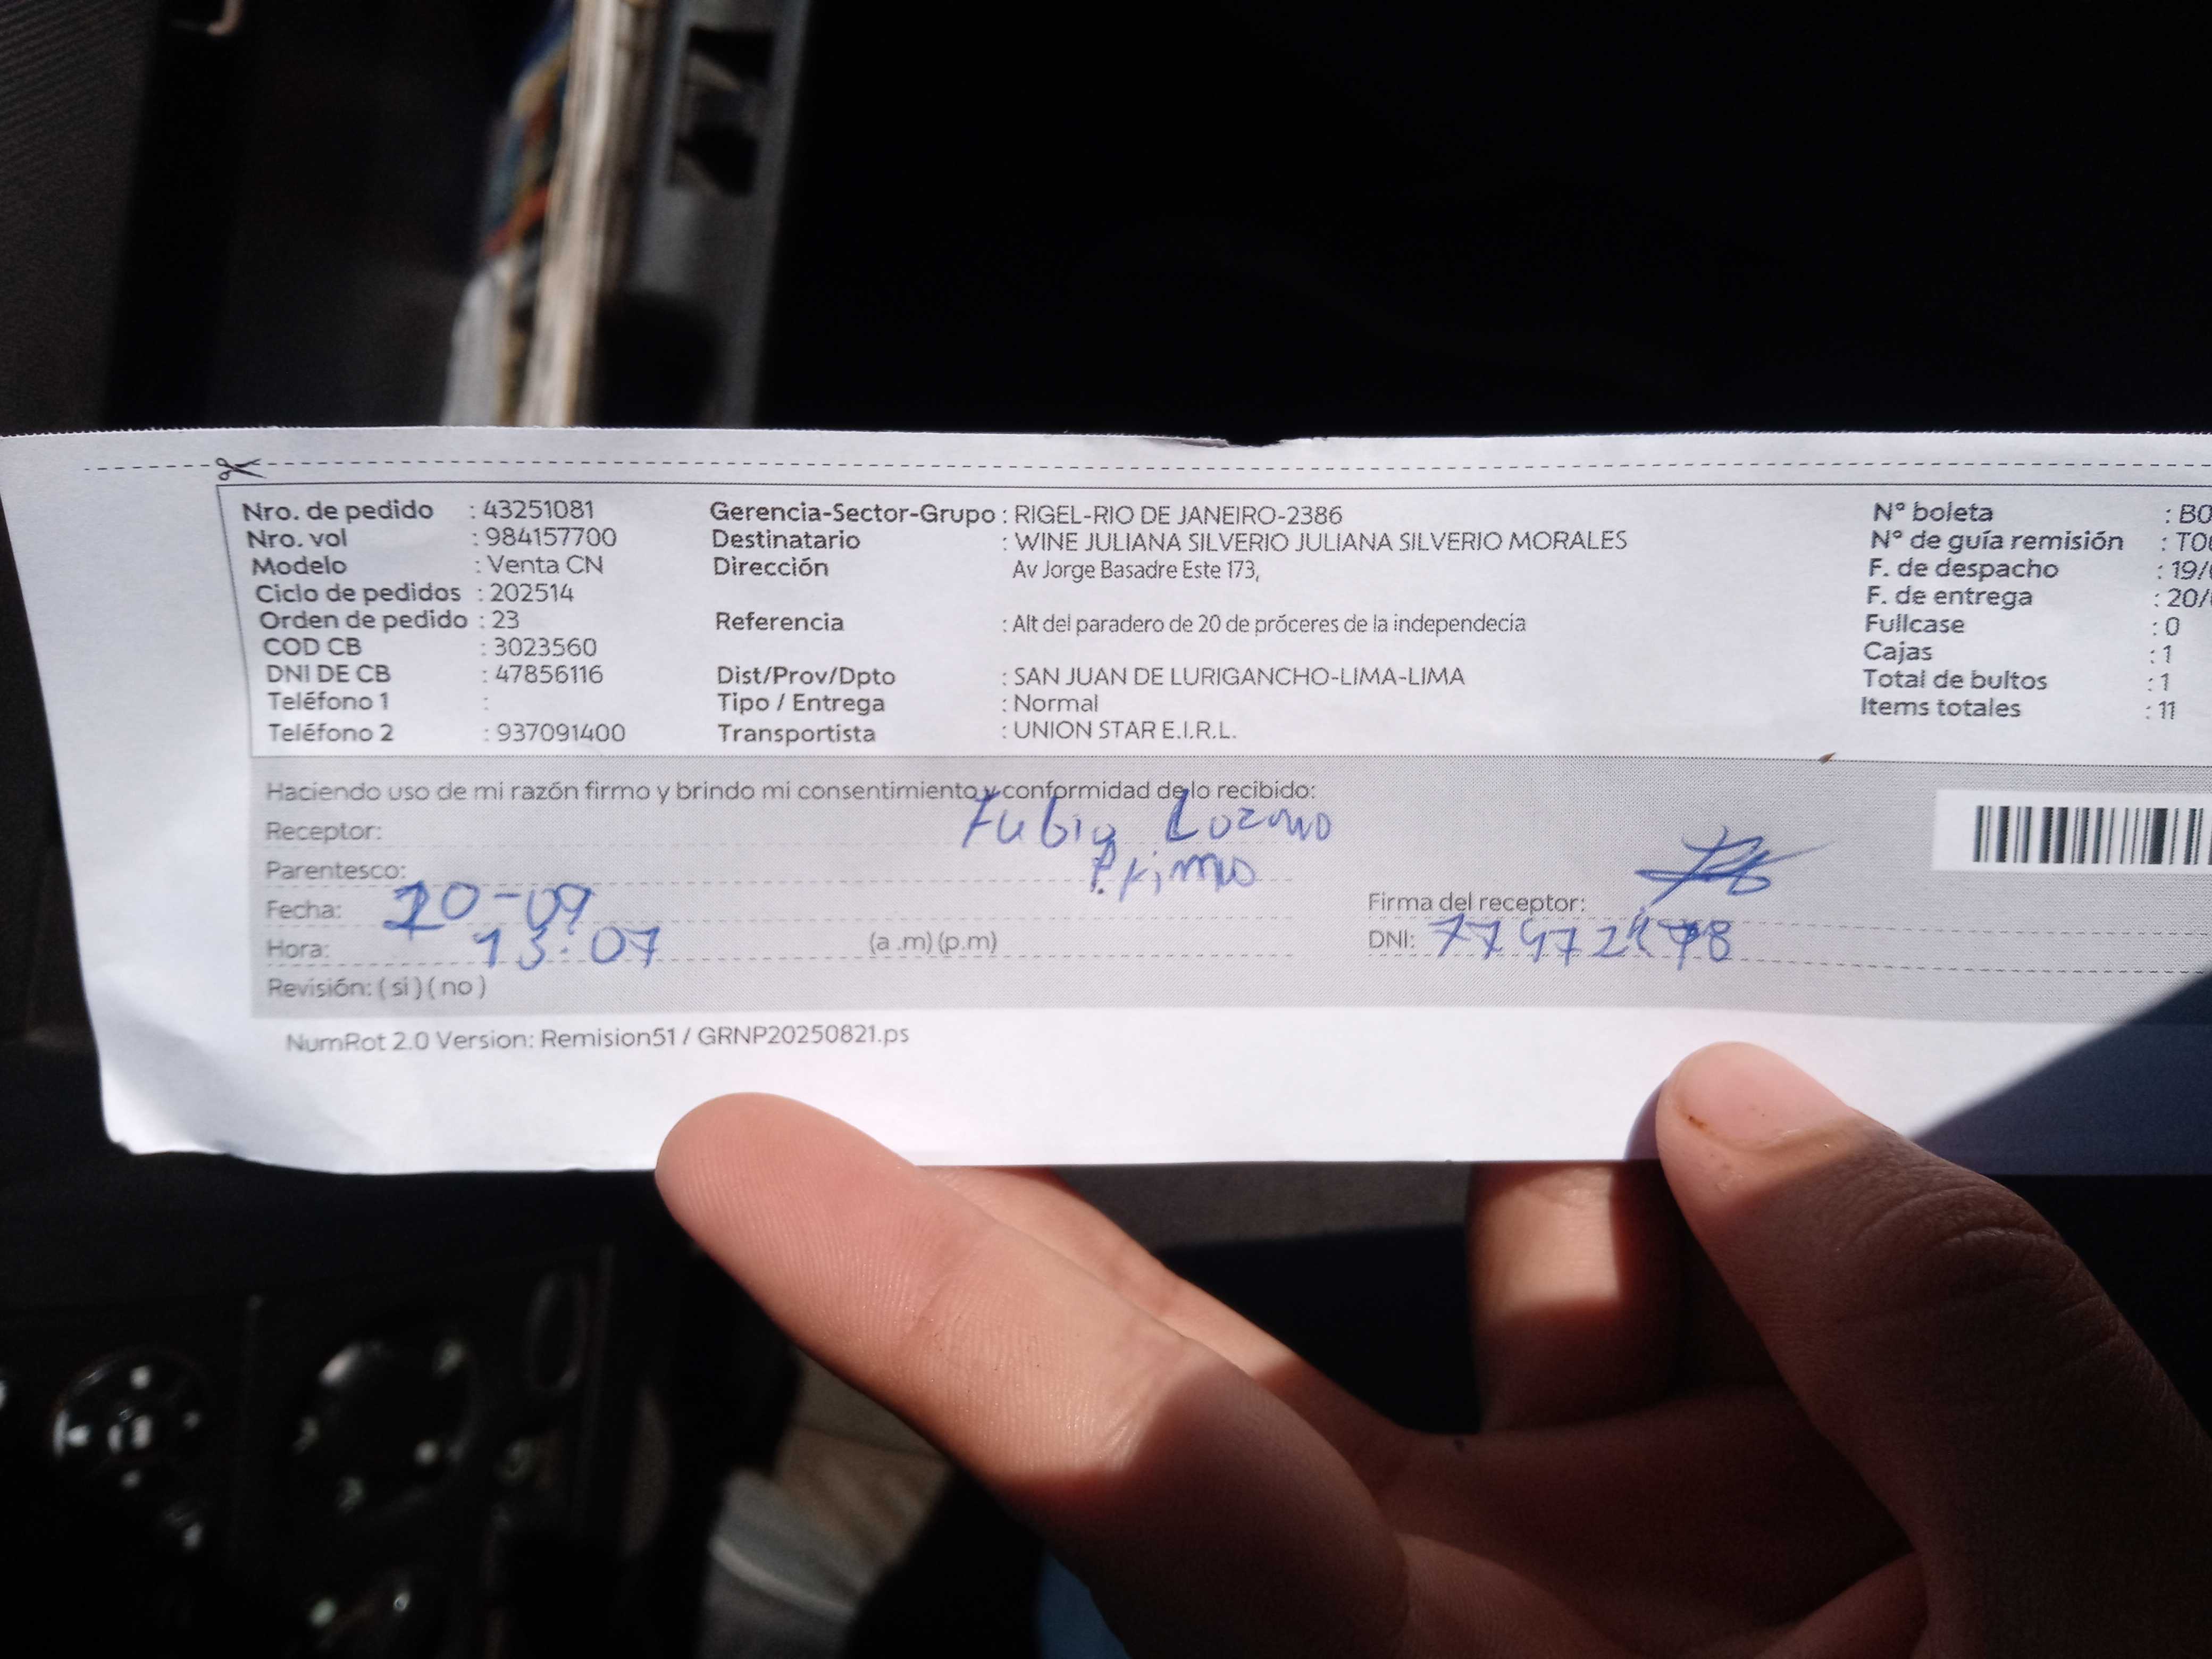 Nro. de pedido : 43251081 Gerencia-Sector-Grupo : RIGEL-RIO DE JANEIRO-2386 N° boleta : B0
Nro. vol : 984157700 Destinatario : WINE JULIANA SILVERIO JULIANA SILVERIO MORALES N° de guía remisión : T0
Modelo : Venta CN Dirección Av Jorge Basadre Este 173, F. de despacho : 19/
Ciclo de pedidos : 202514 F. de entrega : 20/
Orden de pedido : 23 Referencia : Alt del paradero de 20 de próceres de la independecia Fullcase : 0
COD CB : 3023560 Cajas : 1
DNI DE CB : 47856116 Dist/Prov/Dpto : SAN JUAN DE LURIGANCHO-LIMA-LIMA Total de bultos : 1
Teléfono 1 : Tipo / Entrega : Normal Items totales : 11
Teléfono 2 : 937091400 Transportista : UNION STAR E.I.R.L.
Haciendo uso de mi razón firmo y brindo mi consentimiento y conformidad de lo recibido:
Receptor: Fubio Lozano
Parentesco: Primo
Fecha: 20-09 Firma del receptor:
Hora: 13:07 (a .m) (p.m) DNI:
Revisión: ( si ) ( no )
NumRot 2.0 Version: Remision51 / GRNP20250821.ps